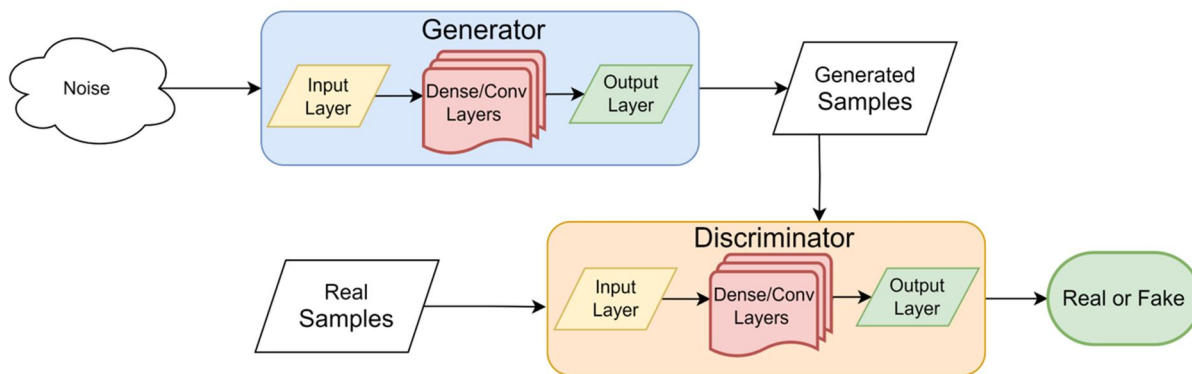 Generator
Noise
Input
Layer
Dense/Conv
Layers
Output
Layer
Generated
Samples
Discriminator
Real
Samples
Input
Layer
Dense/Conv
Layers
Output
Layer
Real or Fake